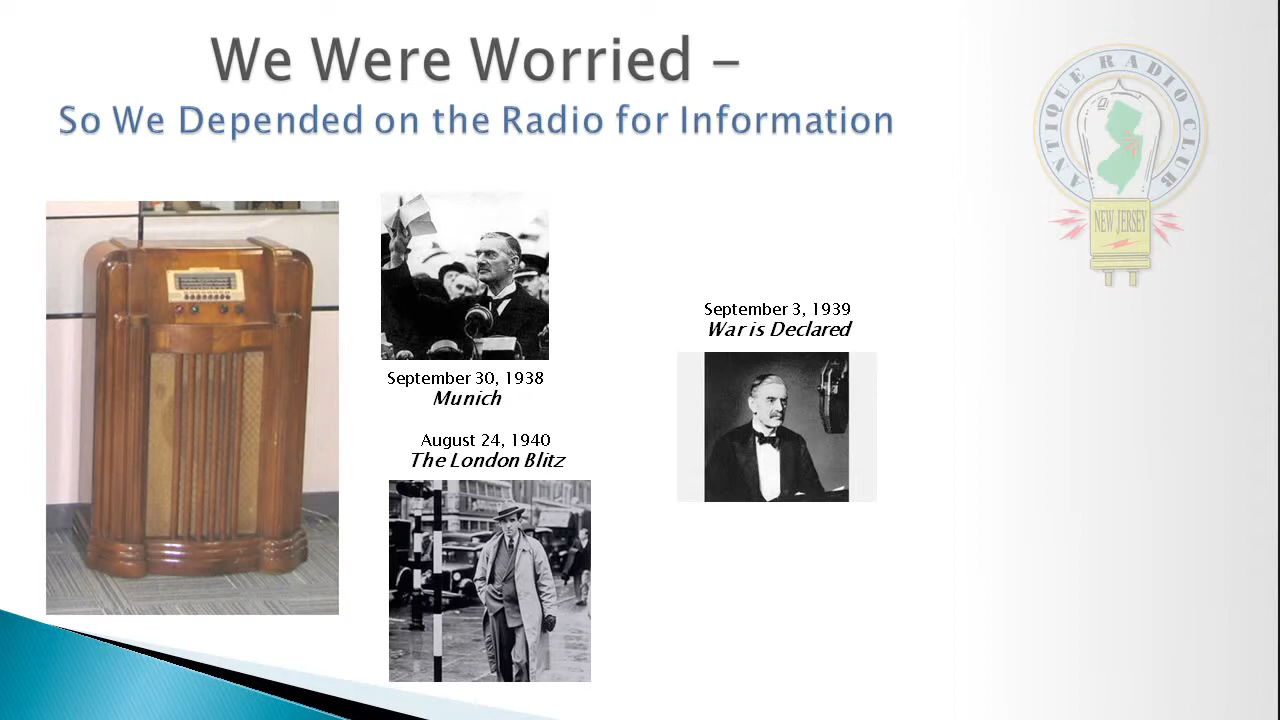 We Were Worried –
So We Depended on the Radio for Information
ANTIQUE RADIO CLUB
NEW JERSEY
September 30, 1938
Munich
August 24, 1940
The London Blitz
September 3, 1939
War is Declared